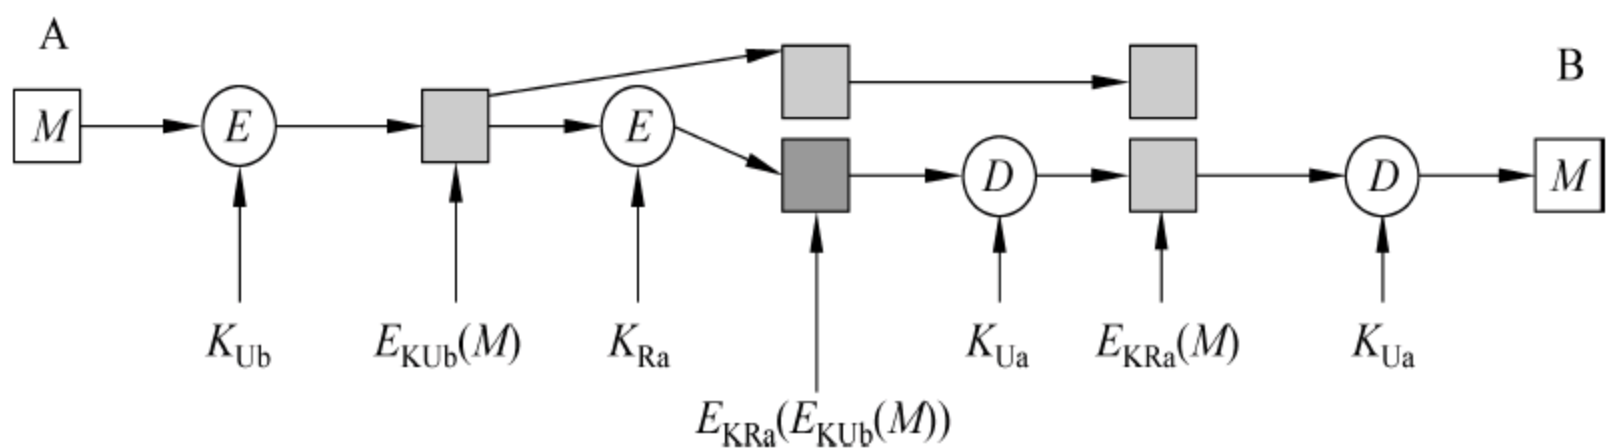 A
B
M E E D D M
K_Ub E_KUb(M) K_Ra K_Ua E_KRa(M) K_Ua
E_KRa(E_KUb(M))